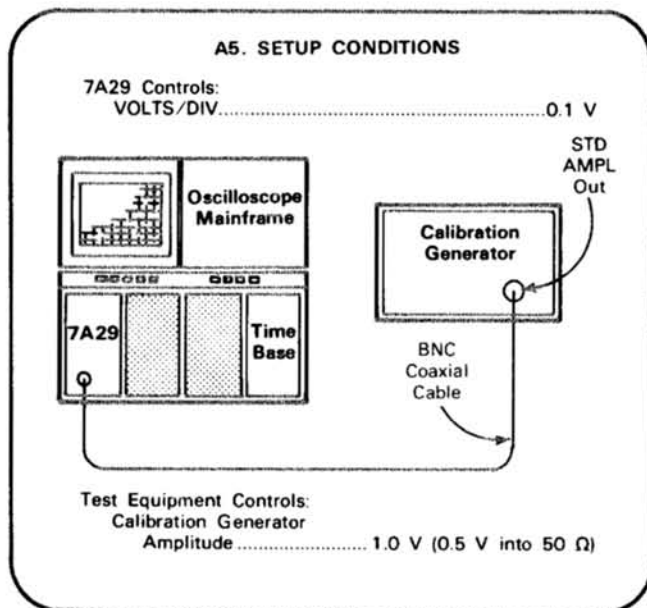 A5. SETUP CONDITIONS
7A29 Controls:
VOLTS/DIV..............................................0.1 V
STD
AMPL
Out
Oscilloscope
Mainframe
Calibration
Generator
7A29
Time
Base
BNC
Coaxial
Cable
Test Equipment Controls:
Calibration Generator
Amplitude.................... 1.0 V (0.5 V into 50 Ω)